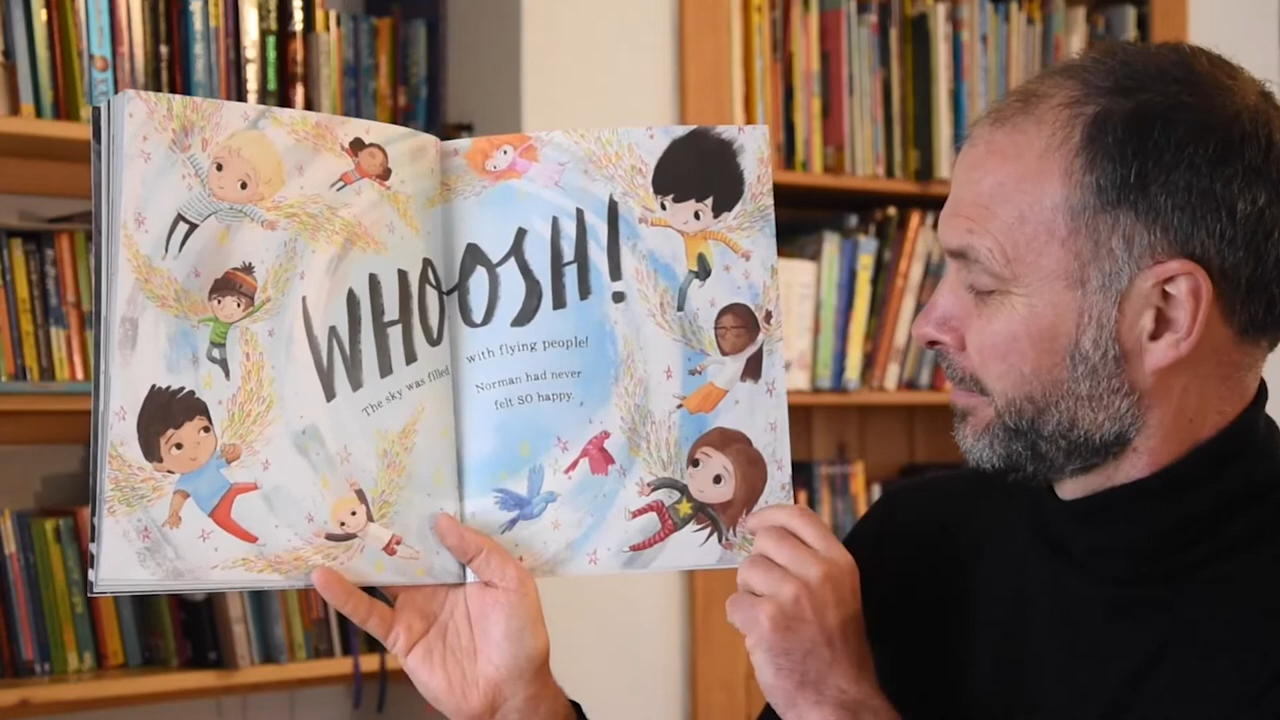 WHOOSH!
The sky was filled
with flying people!
Norman had never
felt SO happy.